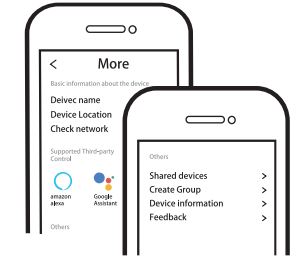 < More
Basic information about the device
Deivec name
Device Location
Check network
Supported Third-party
Control
amazon
alexa
Google
Assistant
Others
Others
Shared devices >
Create Group >
Device information >
Feedback >